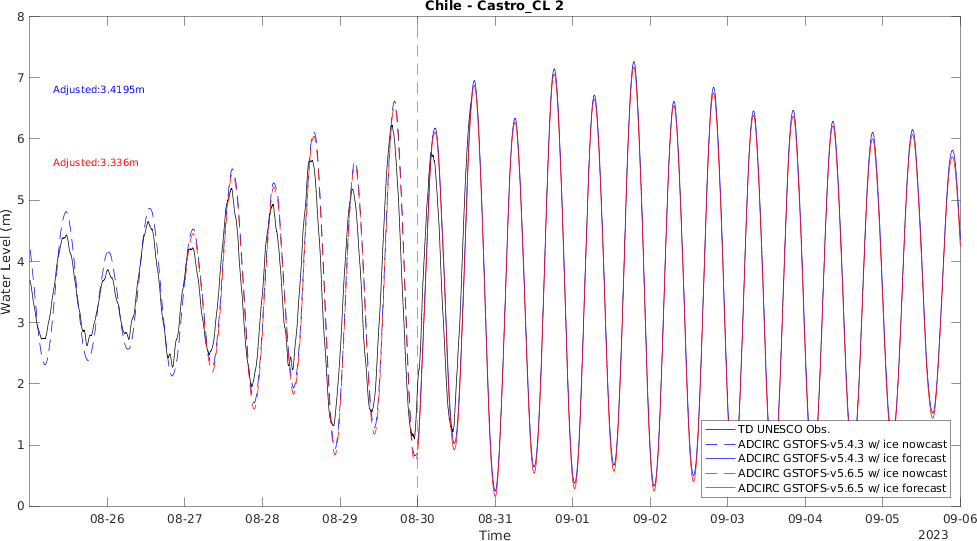 Chile - Castro_CL 2
8
7
6
5
4
3
2
1
0
Water Level (m)
Adjusted:3.4195m
Adjusted:3.336m
TD UNESCO Obs.
ADCIRC GSTOFS-v5.4.3 w/ ice nowcast
ADCIRC GSTOFS-v5.4.3 w/ ice forecast
ADCIRC GSTOFS-v5.6.5 w/ ice nowcast
ADCIRC GSTOFS-v5.6.5 w/ ice forecast
08-26 08-27 08-28 08-29 08-30 08-31 09-01 09-02 09-03 09-04 09-05 09-06
Time
2023